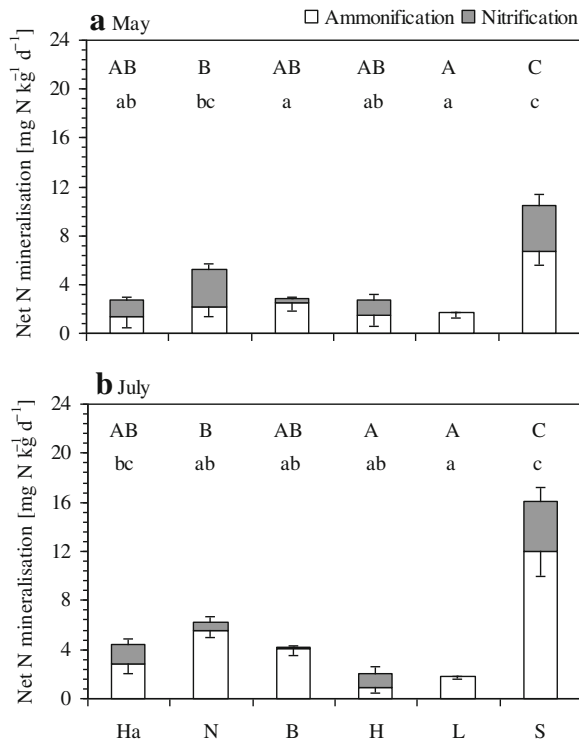 a May
Ammonification Nitrification
Net N mineralisation [mg N kg⁻¹ d⁻¹]
24
20
16
12
8
4
0
AB B AB AB A C
ab bc a ab a c
b July
Net N mineralisation [mg N kg⁻¹ d⁻¹]
24
20
16
12
8
4
0
AB B AB A A C
bc ab ab ab a c
Ha N B H L S